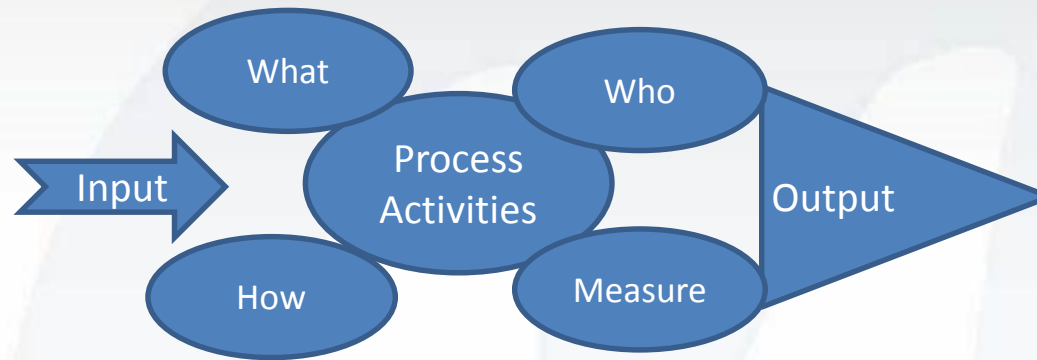 What
Who
Process
Activities
Input
Output
How
Measure